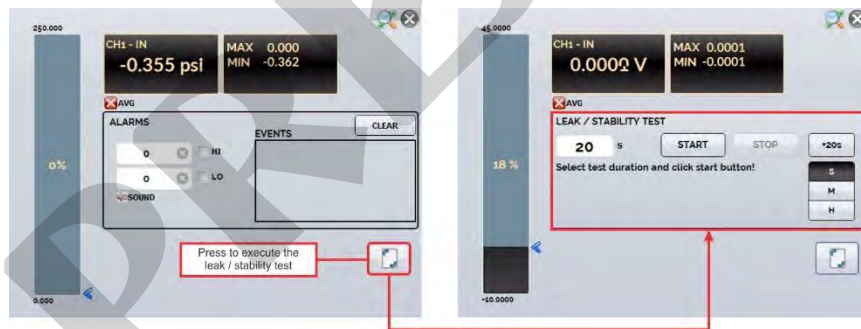 250.000
CH1 - IN
-0.355 psi
MAX 0.000
MIN -0.362
AVG
ALARMS
0 HI
0 LO
SOUND
EVENTS
CLEAR
0%
Press to execute the
leak / stability test
0.000
45.0000
CH1 - IN
0.0000 V
MAX 0.0001
MIN -0.0001
AVG
LEAK / STABILITY TEST
20 s START STOP +20s
Select test duration and click start button!
S
M
H
18 %
-10.0000